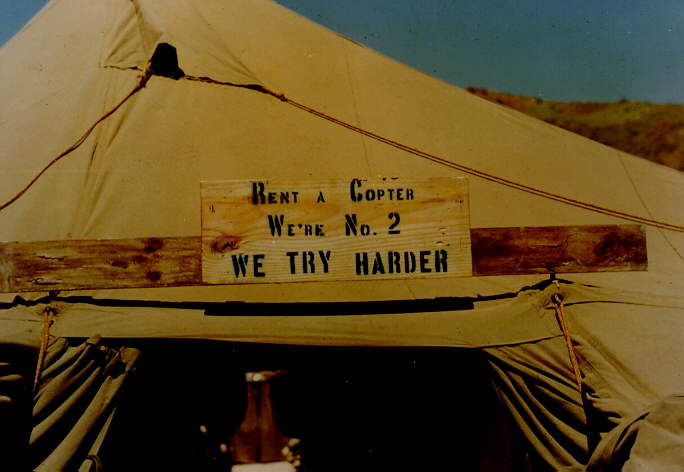 Rent a Copter
We're No. 2
WE TRY HARDER